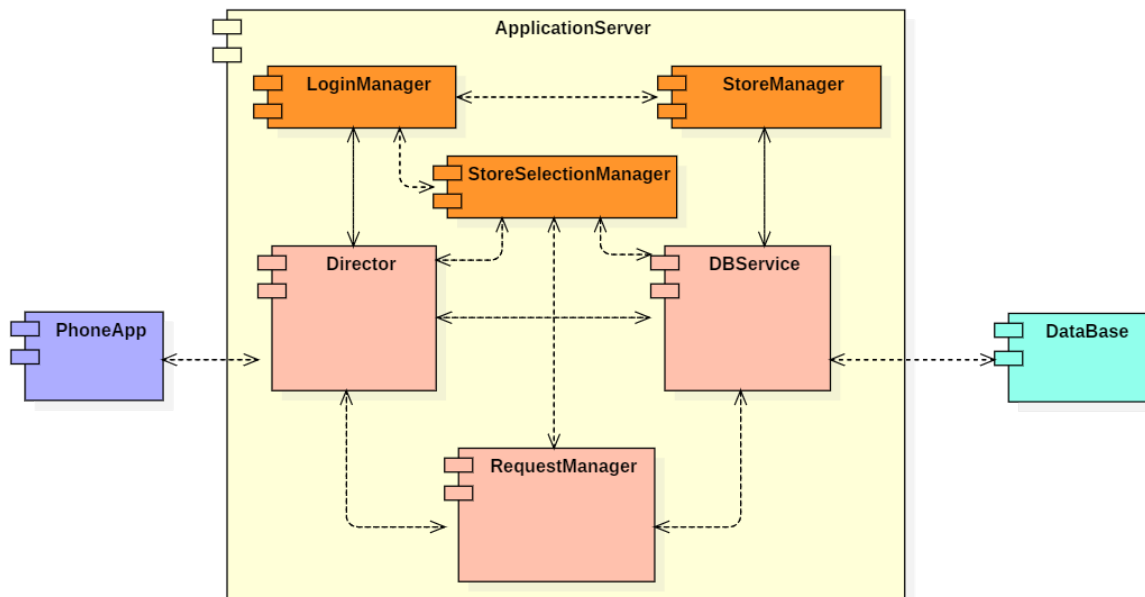 ApplicationServer
LoginManager
StoreManager
StoreSelectionManager
Director
DBService
PhoneApp
DataBase
RequestManager